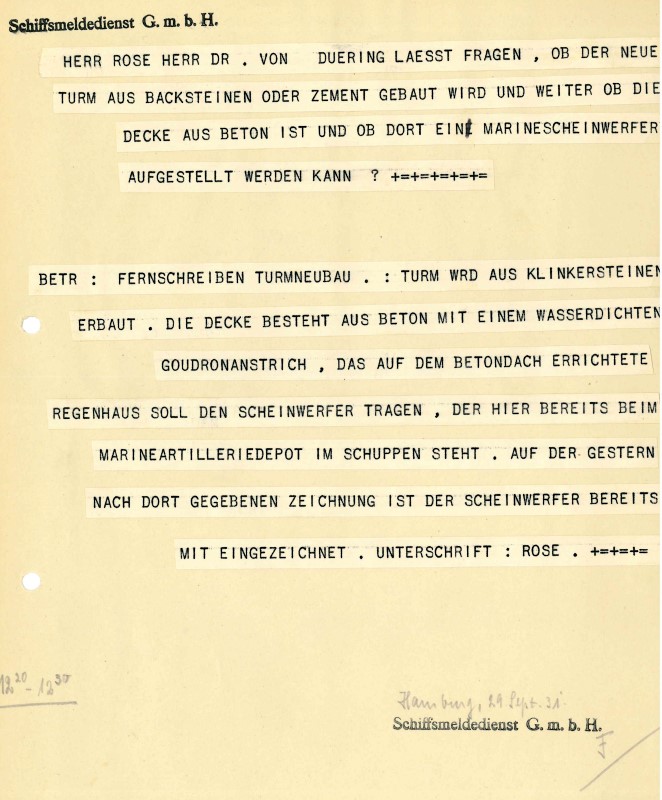 Schiffsmeldedienst G. m. b. H.
HERR ROSE HERR DR . VON DUERING LAESST FRAGEN , OB DER NEUE
TURM AUS BACKSTEINEN ODER ZEMENT GEBAUT WIRD UND WEITER OB DIE
DECKE AUS BETON IST UND OB DORT EIN MARINESCHEINWERFER
AUFGESTELLT WERDEN KANN ? +=+=+=+=+=
BETR : FERNSCHREIBEN TURMNEUBAU . : TURM WRD AUS KLINKERSTEINEN
ERBAUT . DIE DECKE BESTEHT AUS BETON MIT EINEM WASSERDICHTEN
GOUDRONANSTRICH , DAS AUF DEM BETONDACH ERRICHTETE
REGENHAUS SOLL DEN SCHEINWERFER TRAGEN , DER HIER BEREITS BEIM
MARINEARTILLERIEDEPOT IM SCHUPPEN STEHT . AUF DER GESTERN
NACH DORT GEGEBENEN ZEICHNUNG IST DER SCHEINWERFER BEREITS
MIT EINGEZEICHNET . UNTERSCHRIFT : ROSE . +=+=+=
12 20 - 12 30
Hamburg, 29 Sept. 31.
Schiffsmeldedienst G. m. b. H.